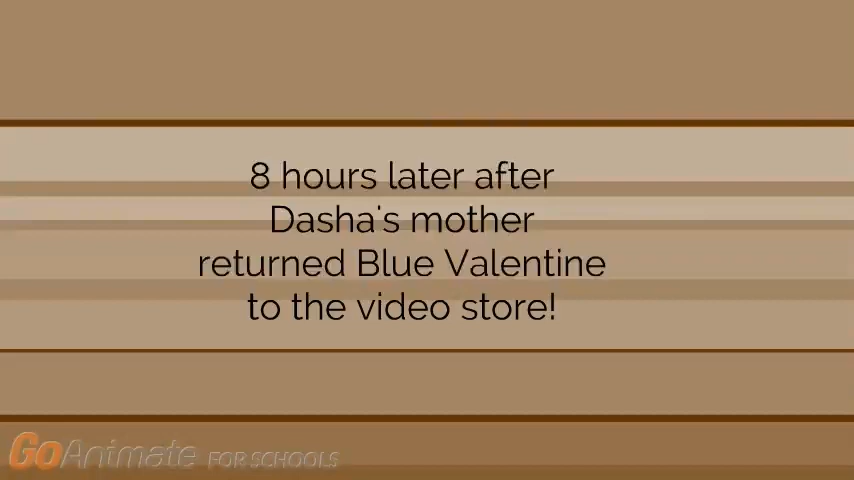 8 hours later after
Dasha's mother
returned Blue Valentine
to the video store!
GoAnimate FOR SCHOOLS